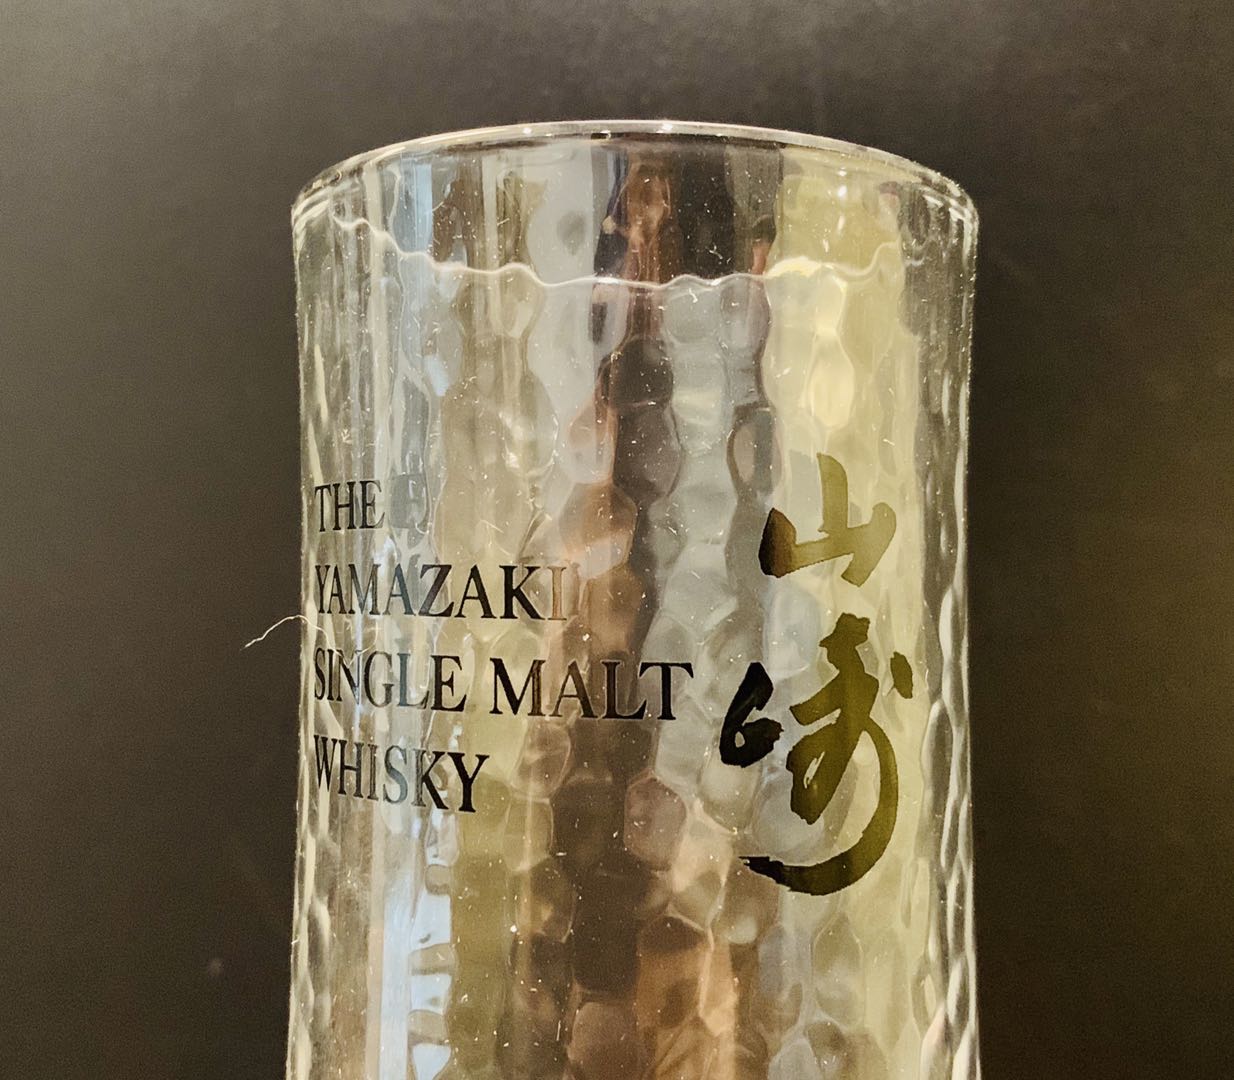 THE
YAMAZAKI
SINGLE MALT
WHISKY
山崎